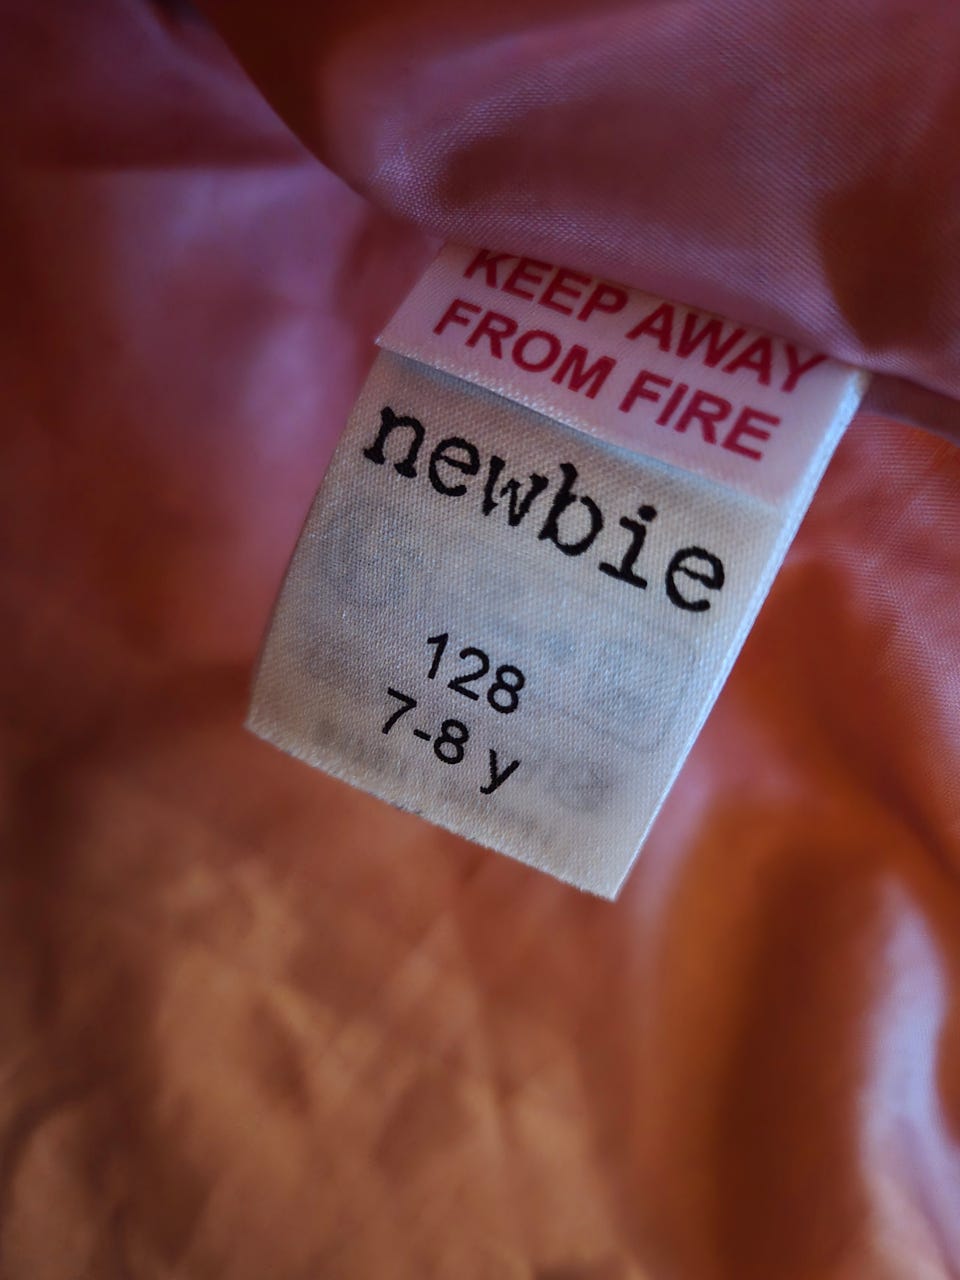 KEEP AWAY
FROM FIRE
newbie
128
7-8 y